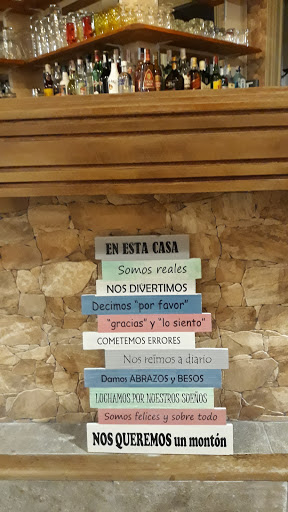 EN ESTA CASA
Somos reales
NOS DIVERTIMOS
Decimos "por favor"
"gracias" y "lo siento"
COMETEMOS ERRORES
Nos reímos a diario
Damos ABRAZOS y BESOS
LUCHAMOS POR NUESTROS SUEÑOS
Somos felices y sobre todo
NOS QUEREMOS un montón